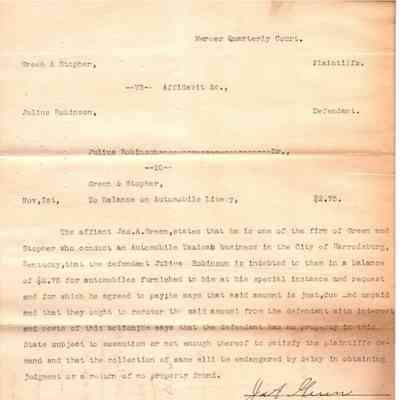 Mercer Quarterly Court.
Green & Stopher, Plaintiffs.
--VS-- Affidavit &c.,
Julius Robinson, Defendant.
Julius Robinson------------------------Dr.,
--to--
Green & Stopher,
Nov,1st, To Balance on Automobile Livery, $2.75.
The affiant Jas.A.Green,states that he is one of the firm of Green and
Stopher who conduct an Automobile business in the City of Harrodsburg,
Kentucky,that the defendant Julius Robinson is indebted to them in a balance
of $2.75 for automobiles furnished to him at his special instance and request
and for which he agreed to pay;he says that said amount is just,due and unpaid
and that they ought to recover the said amount from the defendant with interest
and costs of this action;he says that the defendant has no property in this
State subject to execution or not enough thereof to satisfy the plaintiffs de-
mand and that the collection of same will be endangered by delay in obtaining
judgment or a return of no property found.
Jas A Green